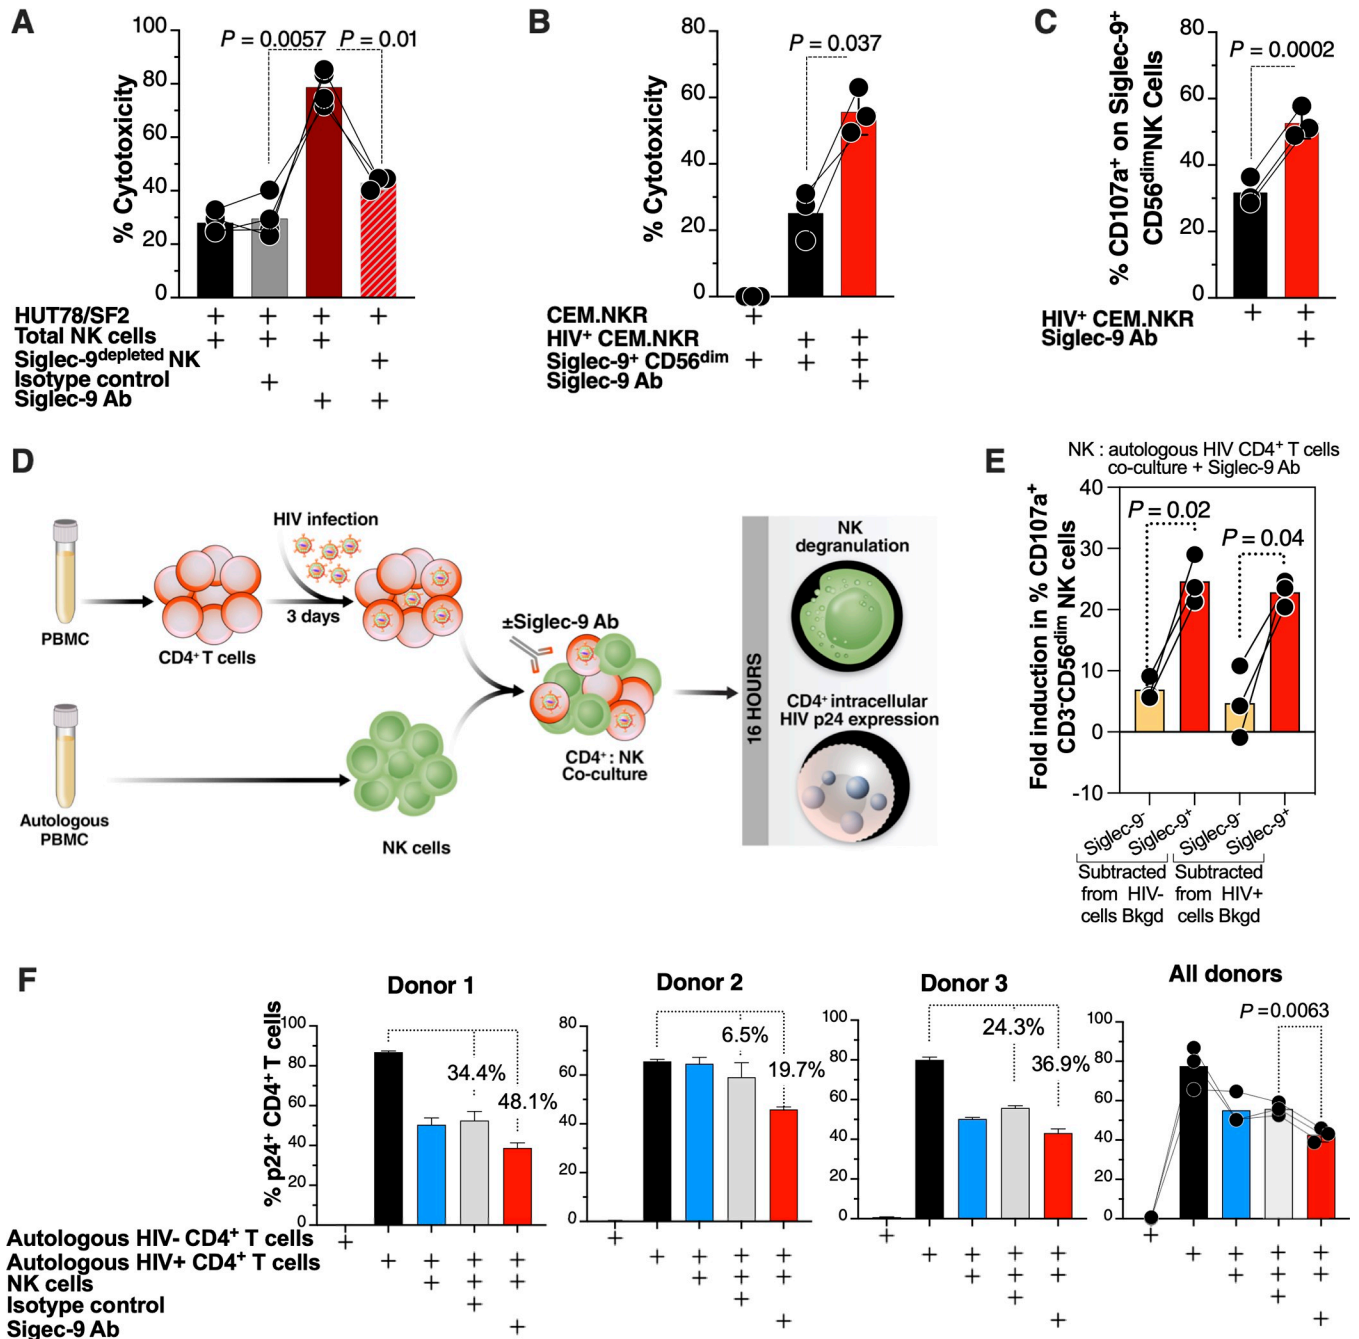 A
100
80
60
40
20
0
% Cytotoxicity
P = 0.0057
P = 0.01
HUT78/SF2 + + + +
Total NK cells + + +
Siglec-9depleted NK +
Isotype control +
Siglec-9 Ab + +
B
80
60
40
20
0
% Cytotoxicity
P = 0.037
CEM.NKR +
HIV+ CEM.NKR + +
Siglec-9+ CD56dim + + +
Siglec-9 Ab +
C
80
60
40
20
0
% CD107a+ on Siglec-9+
CD56dimNK Cells
P = 0.0002
HIV+ CEM.NKR + +
Siglec-9 Ab +
D
PBMC
CD4+ T cells
HIV infection
3 days
Autologous
PBMC
NK cells
±Siglec-9 Ab
CD4+ : NK
Co-culture
16 HOURS
NK
degranulation
CD4+ intracellular
HIV p24 expression
E
NK : autologous HIV CD4+ T cells
co-culture + Siglec-9 Ab
40
30
20
10
0
-10
Fold induction in % CD107a+
CD3-CD56dim NK cells
P = 0.02
P = 0.04
Siglec-9-
Siglec-9+
Siglec-9-
Siglec-9+
Subtracted
from HIV-
cells Bkgd
Subtracted
from HIV+
cells Bkgd
F
Donor 1
100
80
60
40
20
0
% p24+ CD4+ T cells
34.4%
48.1%
Donor 2
80
60
40
20
0
6.5%
19.7%
Donor 3
100
80
60
40
20
0
24.3%
36.9%
All donors
100
80
60
40
20
0
P = 0.0063
Autologous HIV- CD4+ T cells + + + +
Autologous HIV+ CD4+ T cells + + + + + + + + + + + + + + + +
NK cells + + + + + + + + + + + +
Isotype control + + + +
Sigec-9 Ab + + + +